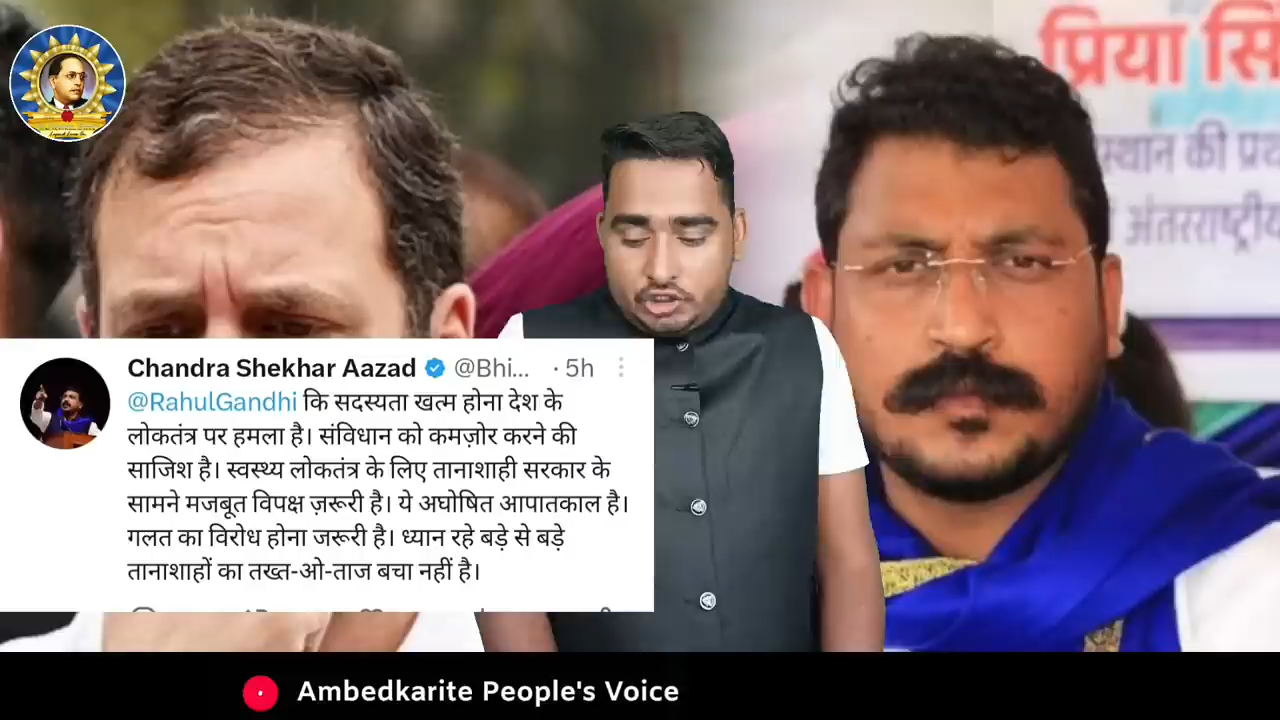 प्रिया सि
स्थान की प्रथ
अंतरराष्ट्रीय
Chandra Shekhar Aazad @Bhi... · 5h
@RahulGandhi कि सदस्यता खत्म होना देश के
लोकतंत्र पर हमला है। संविधान को कमज़ोर करने की
साजिश है। स्वस्थ्य लोकतंत्र के लिए तानाशाही सरकार के
सामने मजबूत विपक्ष ज़रूरी है। ये अघोषित आपातकाल है।
गलत का विरोध होना जरूरी है। ध्यान रहे बड़े से बड़े
तानाशाहों का तख्त-ओ-ताज बचा नहीं है।
Ambedkarite People's Voice